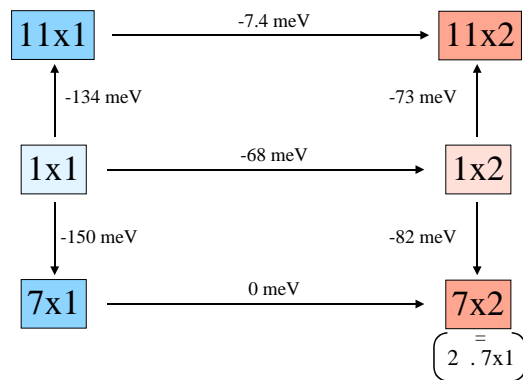 11x1 -7.4 meV 11x2
-134 meV -73 meV
1x1 -68 meV 1x2
-150 meV -82 meV
7x1 0 meV 7x2
=
2 . 7x1